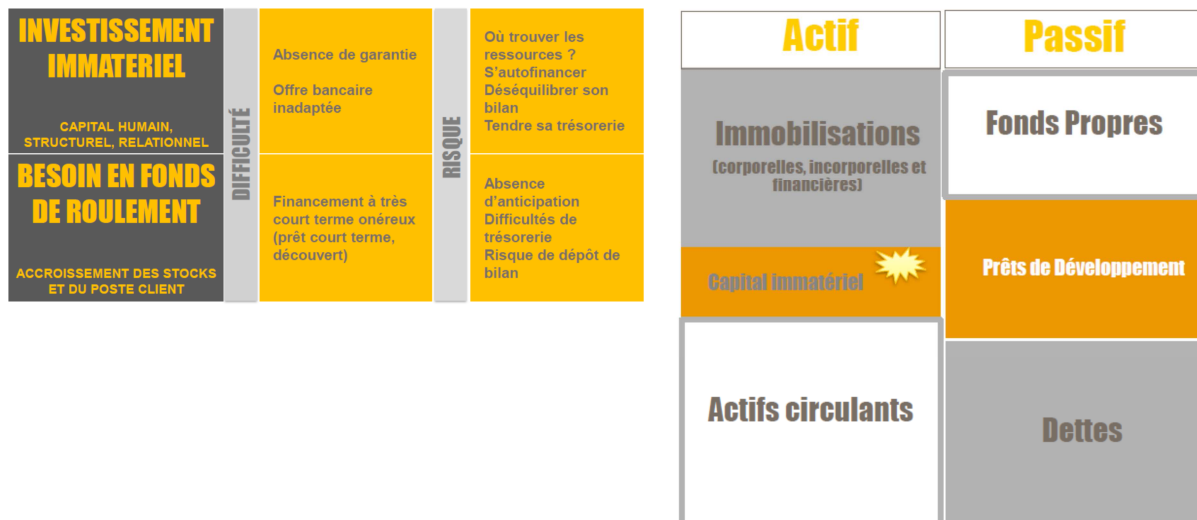 INVESTISSEMENT
IMMATERIEL
CAPITAL HUMAIN,
STRUCTUREL, RELATIONNEL
BESOIN EN FONDS
DE ROULEMENT
ACCROISSEMENT DES STOCKS
ET DU POSTE CLIENT
DIFFICULTÉ
Absence de garantie
Offre bancaire
inadaptée
Financement à très
court terme onéreux
(prêt court terme,
découvert)
RISQUE
Où trouver les
ressources ?
S'autofinancer
Déséquilibrer son
bilan
Tendre sa trésorerie
Absence
d'anticipation
Difficultés de
trésorerie
Risque de dépôt de
bilan
Actif
Immobilisations
(corporelles, incorporelles et
financières)
Capital immatériel
Actifs circulants
Passif
Fonds Propres
Prêts de Développement
Dettes